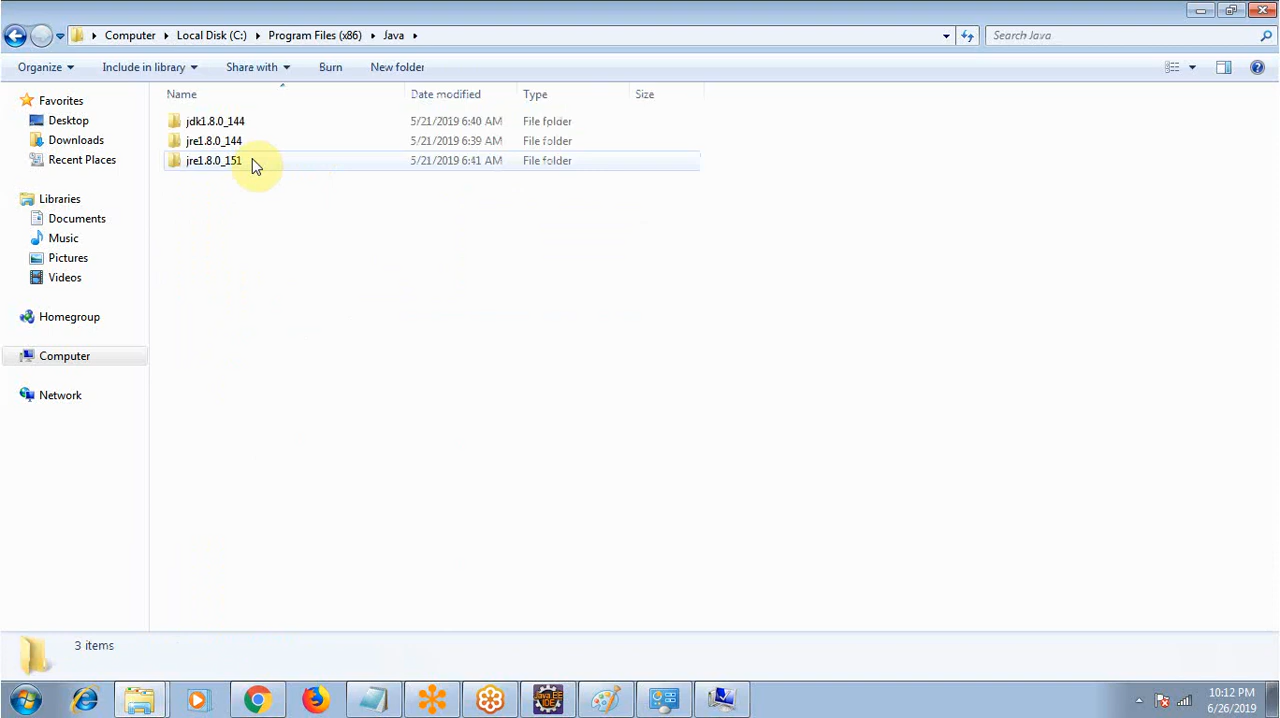 Computer Local Disk (C:) Program Files (x86) Java Search Java
Organize Include in library Share with Burn New folder
Name Date modified Type Size
jdk1.8.0_144 5/21/2019 6:40 AM File folder
jre1.8.0_144 5/21/2019 6:39 AM File folder
jre1.8.0_151 5/21/2019 6:41 AM File folder
Favorites
Desktop
Downloads
Recent Places
Libraries
Documents
Music
Pictures
Videos
Homegroup
Computer
Network
3 items
Java EE
IDE
10:12 PM
6/26/2019